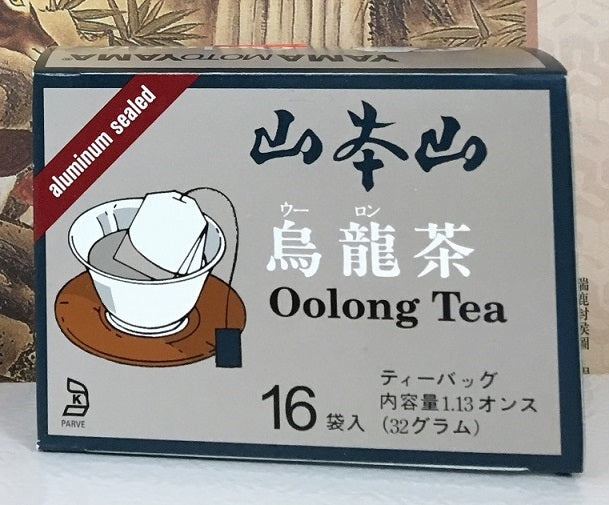 YAMAMOTOYAMA
aluminum sealed
山本山
ウー ロン
烏龍茶
Oolong Tea
16 袋入
ティーバッグ
内容量1.13オンス
(32グラム)
K
PARVE